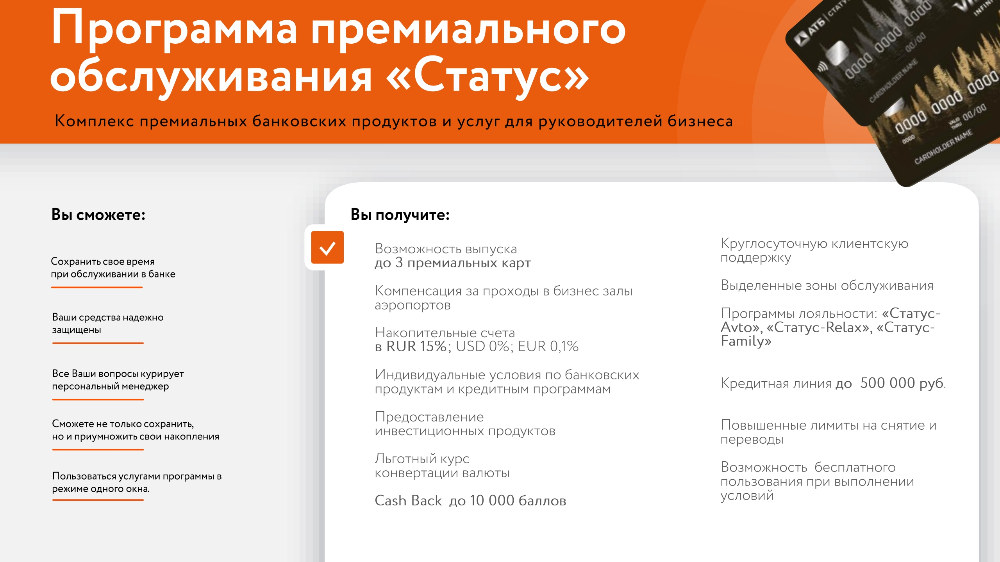 Программа премиального
обслуживания «Статус»
Комплекс премиальных банковских продуктов и услуг для руководителей бизнеса
АТБ | СТАТУС
INFIN
0000 0000 0000
00/00
CARDHOLDER NAME
0000 0000 0000
0000
VALID
THRU
00/00
CARDHOLDER NAME
Вы сможете:
Сохранить свое время
при обслуживании в банке
Ваши средства надежно
защищены
Все Ваши вопросы курирует
персональный менеджер
Сможете не только сохранить,
но и приумножить свои накопления
Пользоваться услугами программы в
режиме одного окна.
Вы получите:
Возможность выпуска
до 3 премиальных карт
Компенсация за проходы в бизнес залы
аэропортов
Накопительные счета
в RUR 15%; USD 0%; EUR 0,1%
Индивидуальные условия по банковских
продуктам и кредитным программам
Предоставление
инвестиционных продуктов
Льготный курс
конвертации валюты
Cash Back до 10 000 баллов
Круглосуточную клиентскую
поддержку
Выделенные зоны обслуживания
Программы лояльности: «Статус-
Avto», «Статус-Relax», «Статус-
Family»
Кредитная линия до 500 000 руб.
Повышенные лимиты на снятие и
переводы
Возможность бесплатного
пользования при выполнении
условий